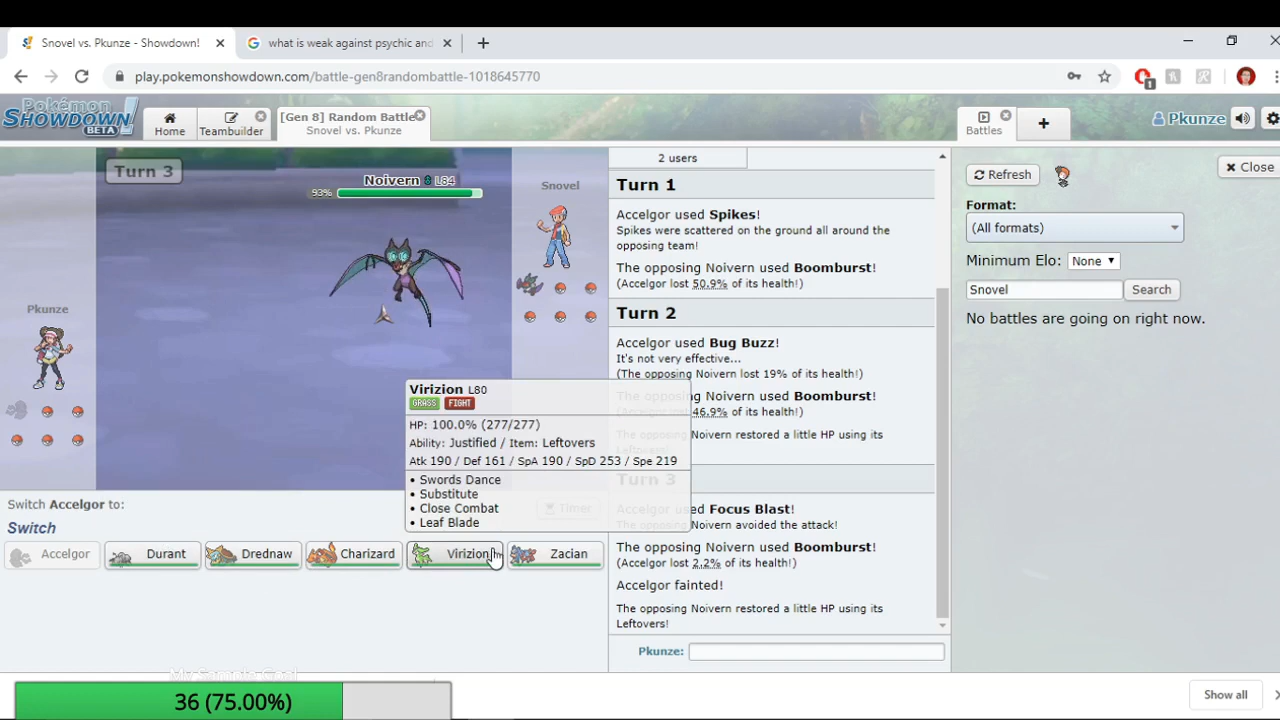 Snovel vs. Pkunze - Showdown!
what is weak against psychic and
play.pokemonshowdown.com/battle-gen8randombattle-1018645770
1
Pokémon
SHOWDOWN
BETA
Home
Teambuilder
[Gen 8] Random Battle
Snovel vs. Pkunze
Battles
Pkunze
Turn 3
Noivern L84
93%
Snovel
Pkunze
2 users
Turn 1
Accelgor used Spikes!
Spikes were scattered on the ground all around the
opposing team!
The opposing Noivern used Boomburst!
(Accelgor lost 50.9% of its health!)
Turn 2
Accelgor used Bug Buzz!
It's not very effective...
(The opposing Noivern lost 19% of its health!)
Noivern used Boomburst!
46.9% of its health!)
Noivern restored a little HP using its
Turn 3
Accelgor used Focus Blast!
The opposing Noivern avoided the attack!
The opposing Noivern used Boomburst!
(Accelgor lost 2.2% of its health!)
Accelgor fainted!
The opposing Noivern restored a little HP using its
Leftovers!
Pkunze:
Refresh
Close
Format:
(All formats)
Minimum Elo:
None
Snovel
Search
No battles are going on right now.
Virizion L80
GRASS FIGHT
HP: 100.0% (277/277)
Ability: Justified / Item: Leftovers
Atk 190 / Def 161 / SpA 190 / SpD 253 / Spe 219
• Swords Dance
• Substitute
• Close Combat
• Leaf Blade
Timer
Switch Accelgor to:
Switch
Accelgor
Durant
Drednaw
Charizard
Virizion
Zacian
My Sample Goal
36 (75.00%)
Show all